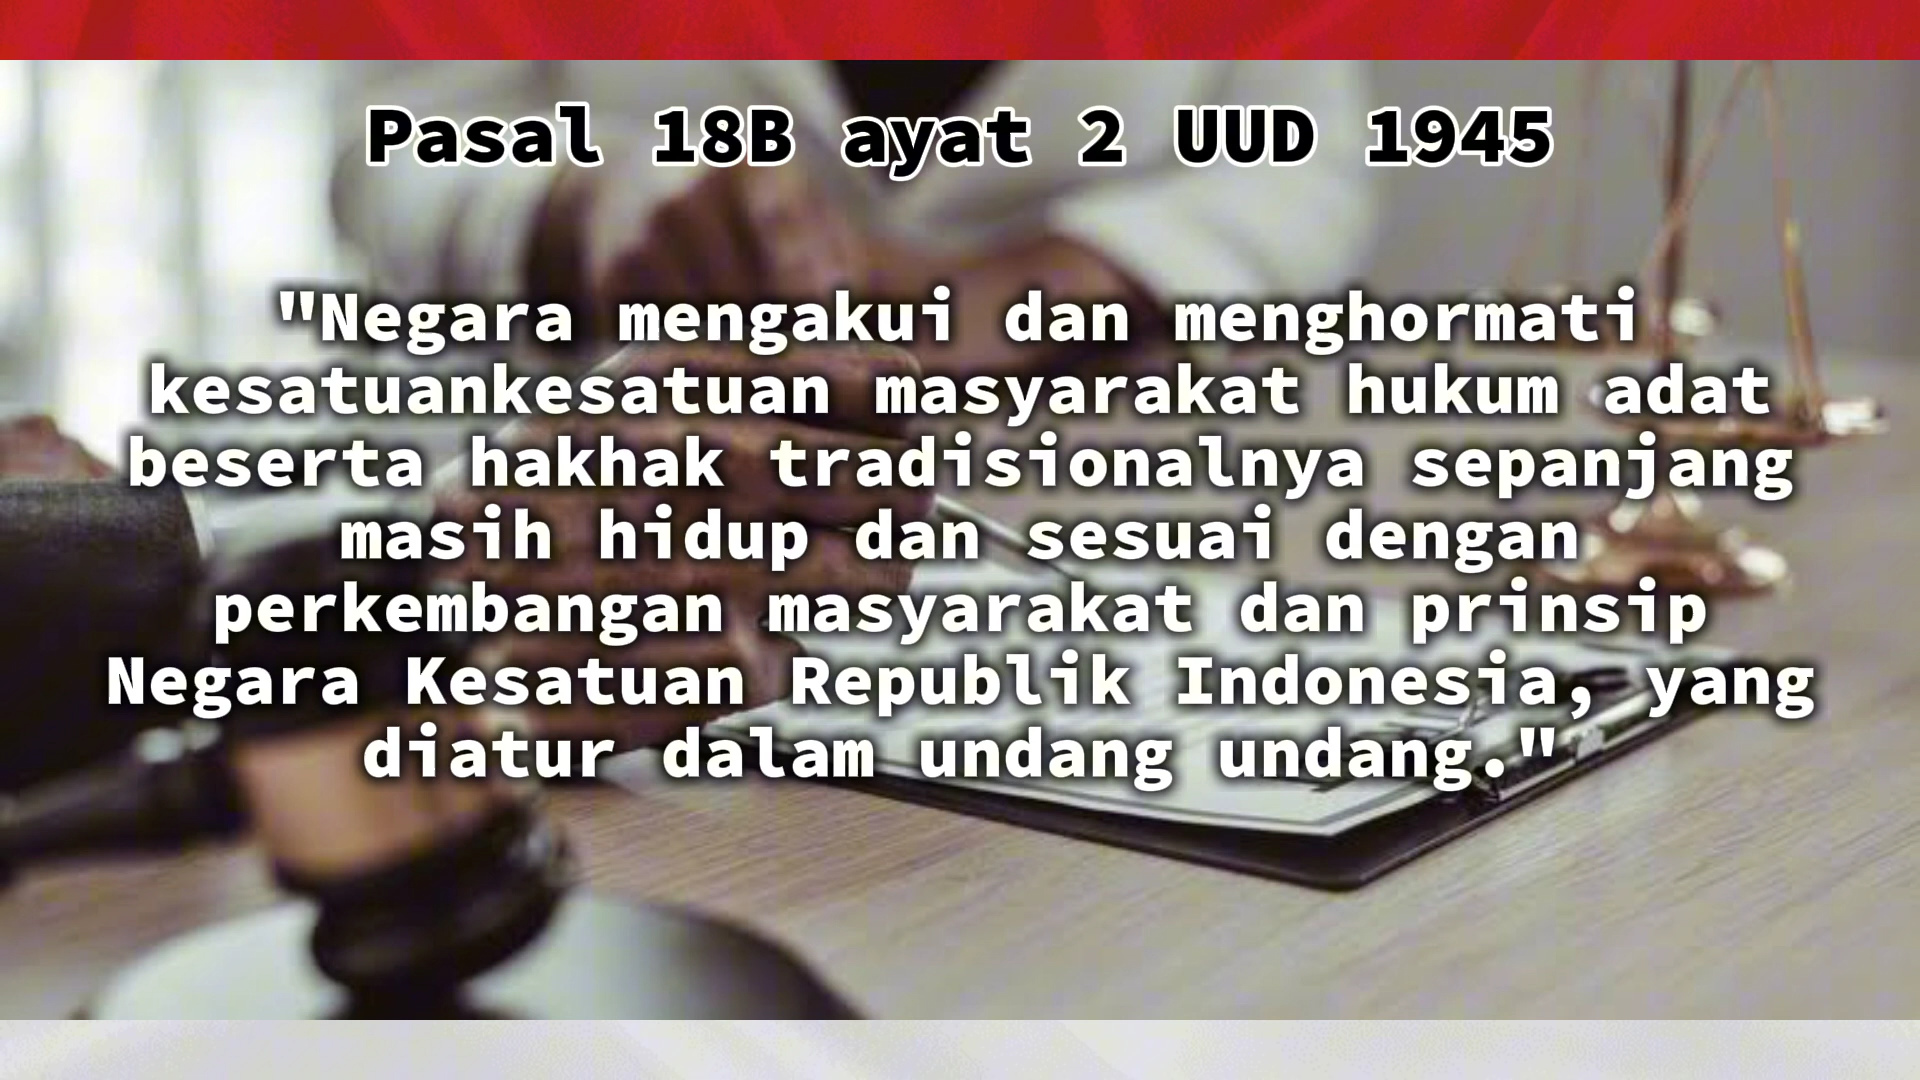 Pasal 18B ayat 2 UUD 1945
"Negara mengakui dan menghormati
kesatuankesatuan masyarakat hukum adat
beserta hakhak tradisionalnya sepanjang
masih hidup dan sesuai dengan
perkembangan masyarakat dan prinsip
Negara Kesatuan Republik Indonesia, yang
diatur dalam undang undang."